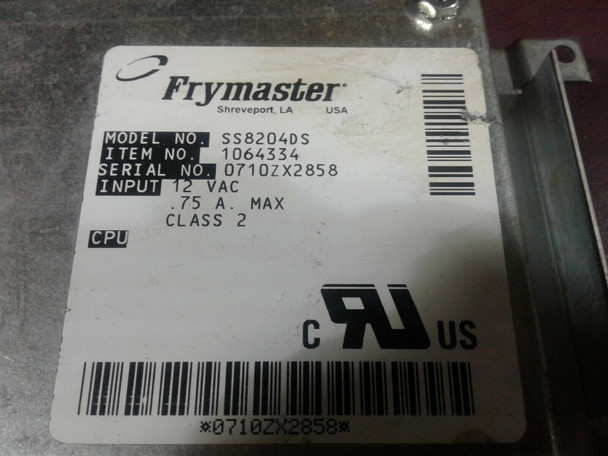 Frymaster
Shreveport, LA USA
MODEL NO. SS8204DS
ITEM NO. 1064334
SERIAL NO. 0710ZX2858
INPUT 12 VAC
.75 A. MAX
CLASS 2
CPU
C RU US
*0710ZX2858*